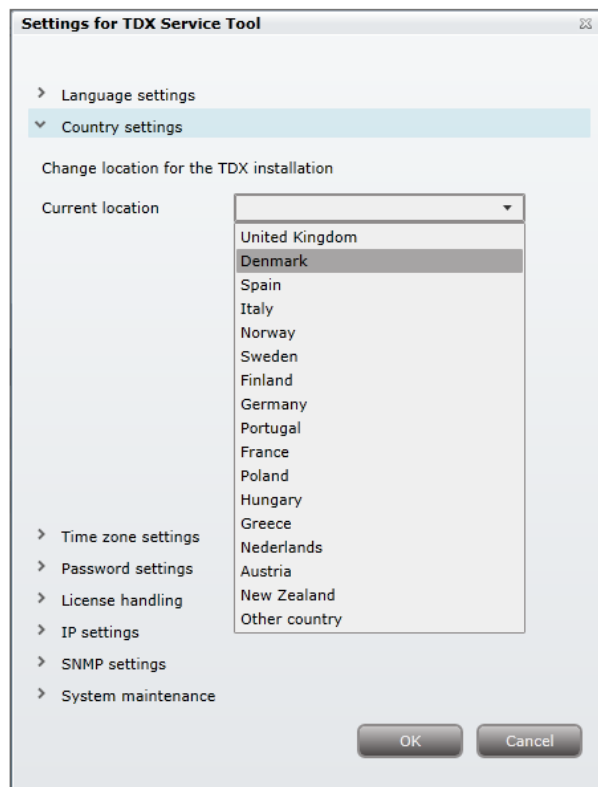 Settings for TDX Service Tool
Language settings
Country settings
Change location for the TDX installation
Current location
United Kingdom
Denmark
Spain
Italy
Norway
Sweden
Finland
Germany
Portugal
France
Poland
Hungary
Greece
Nederlands
Austria
New Zealand
Other country
Time zone settings
Password settings
License handling
IP settings
SNMP settings
System maintenance
OK Cancel